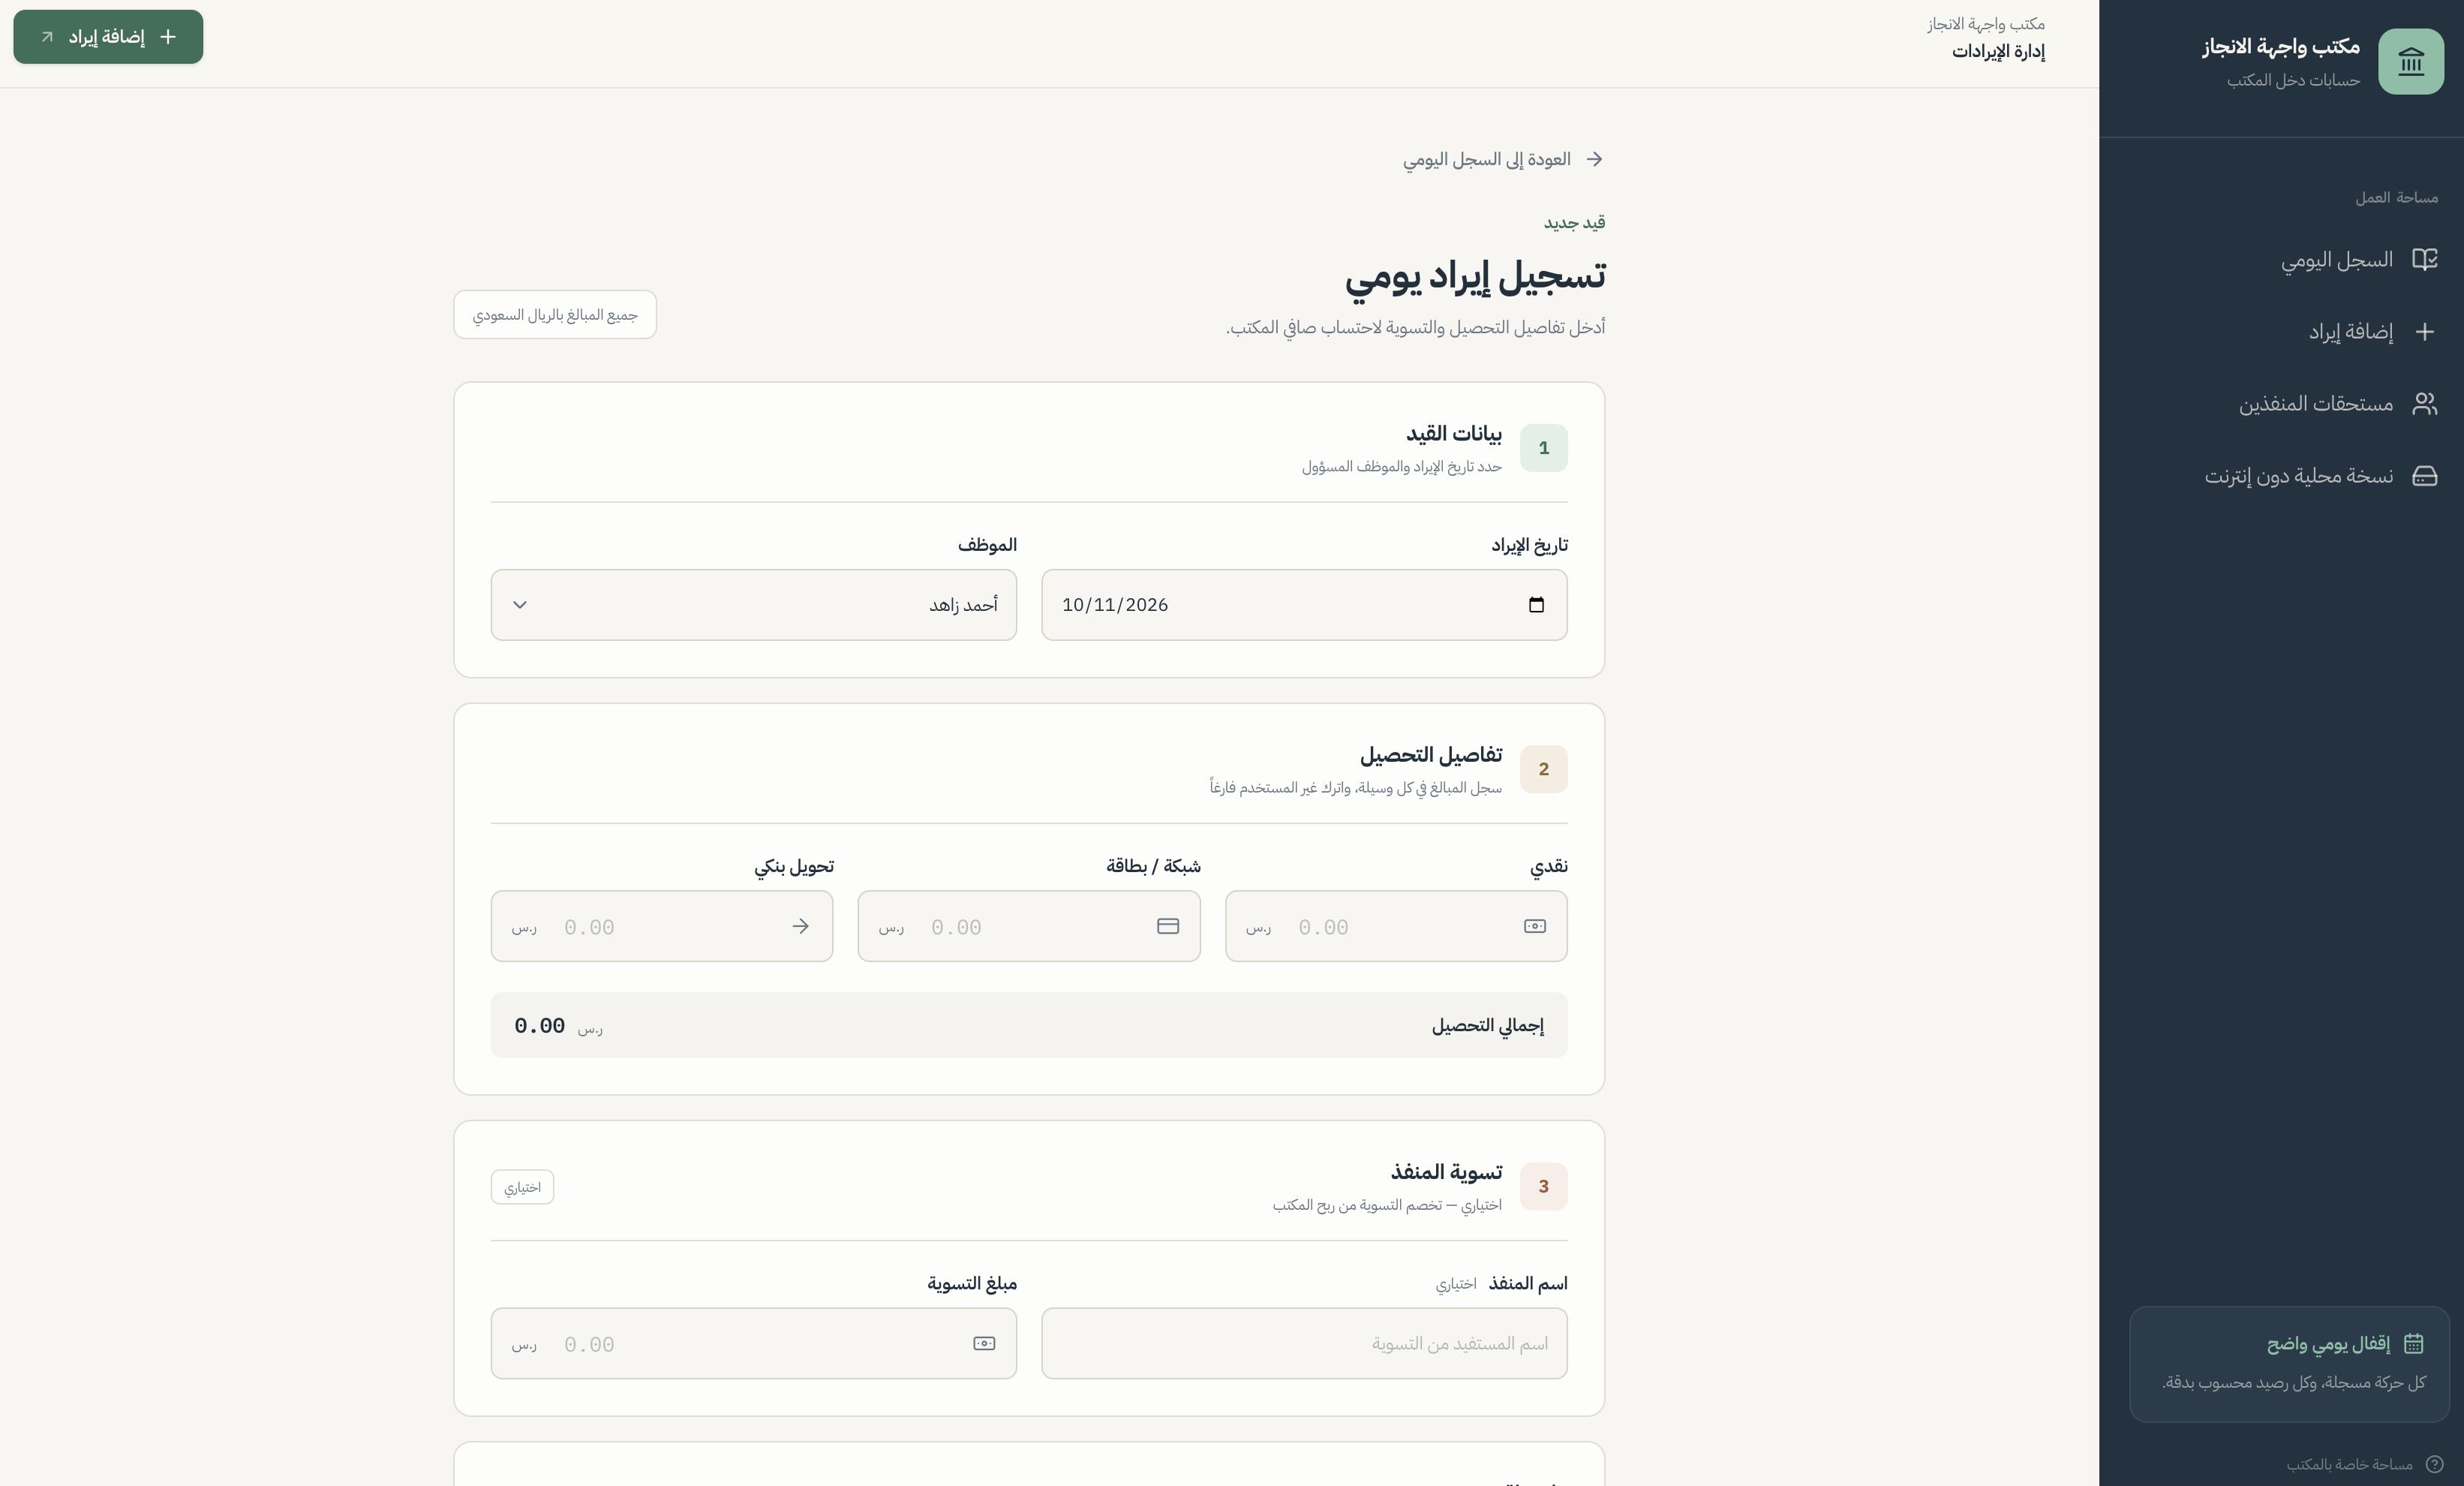 مكتب واجهة الانجاز
حسابات دخل المكتب
مساحة العمل
السجل اليومي
إضافة إيراد
مستحقات المنفذين
نسخة محلية دون إنترنت
إقفال يومي واضح
كل حركة مسجلة، وكل رصيد محسوب بدقة.
مساحة خاصة بالمكتب
مكتب واجهة الانجاز
إدارة الإيرادات
إضافة إيراد
العودة إلى السجل اليومي
قيد جديد
تسجيل إيراد يومي
أدخل تفاصيل التحصيل والتسوية لاحتساب صافي المكتب.
جميع المبالغ بالريال السعودي
1
بيانات القيد
حدد تاريخ الإيراد والموظف المسؤول
تاريخ الإيراد
10/11/2026
الموظف
أحمد زاهد
2
تفاصيل التحصيل
سجل المبالغ في كل وسيلة، واترك غير المستخدم فارغاً
نقدي
0.00 ر.س
شبكة / بطاقة
0.00 ر.س
تحويل بنكي
0.00 ر.س
إجمالي التحصيل
0.00 ر.س
3
تسوية المنفذ
اختياري — تخصم التسوية من ربح المكتب
اختياري
اسم المنفذ اختياري
اسم المستفيد من التسوية
مبلغ التسوية
0.00 ر.س